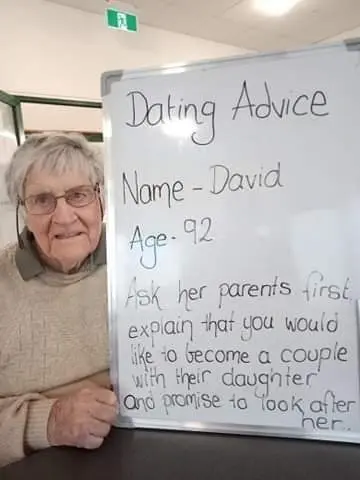 Dating Advice
Name - David
Age - 92
Ask her parents first,
explain that you would
like to become a couple
with their daughter
and promise to look after
her.